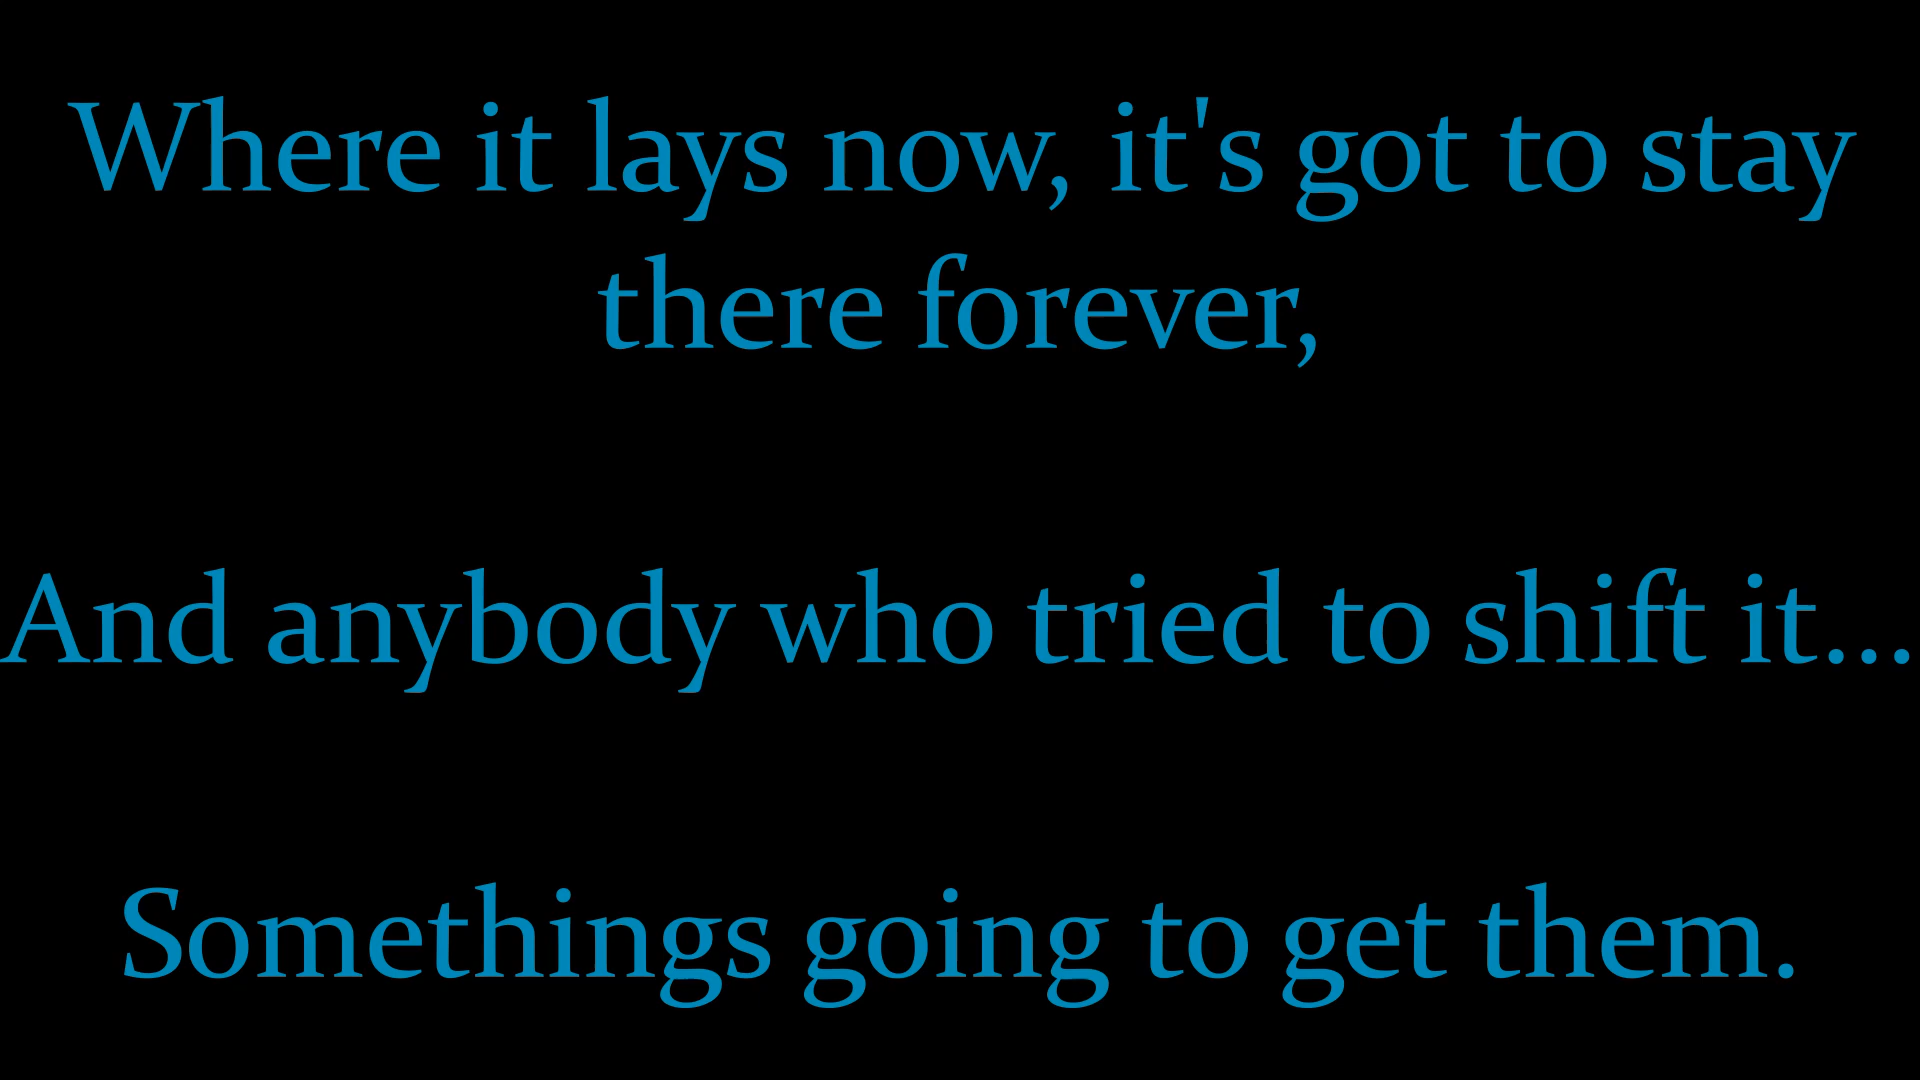 Where it lays now, it's got to stay
there forever,
And anybody who tried to shift it...
Somethings going to get them.